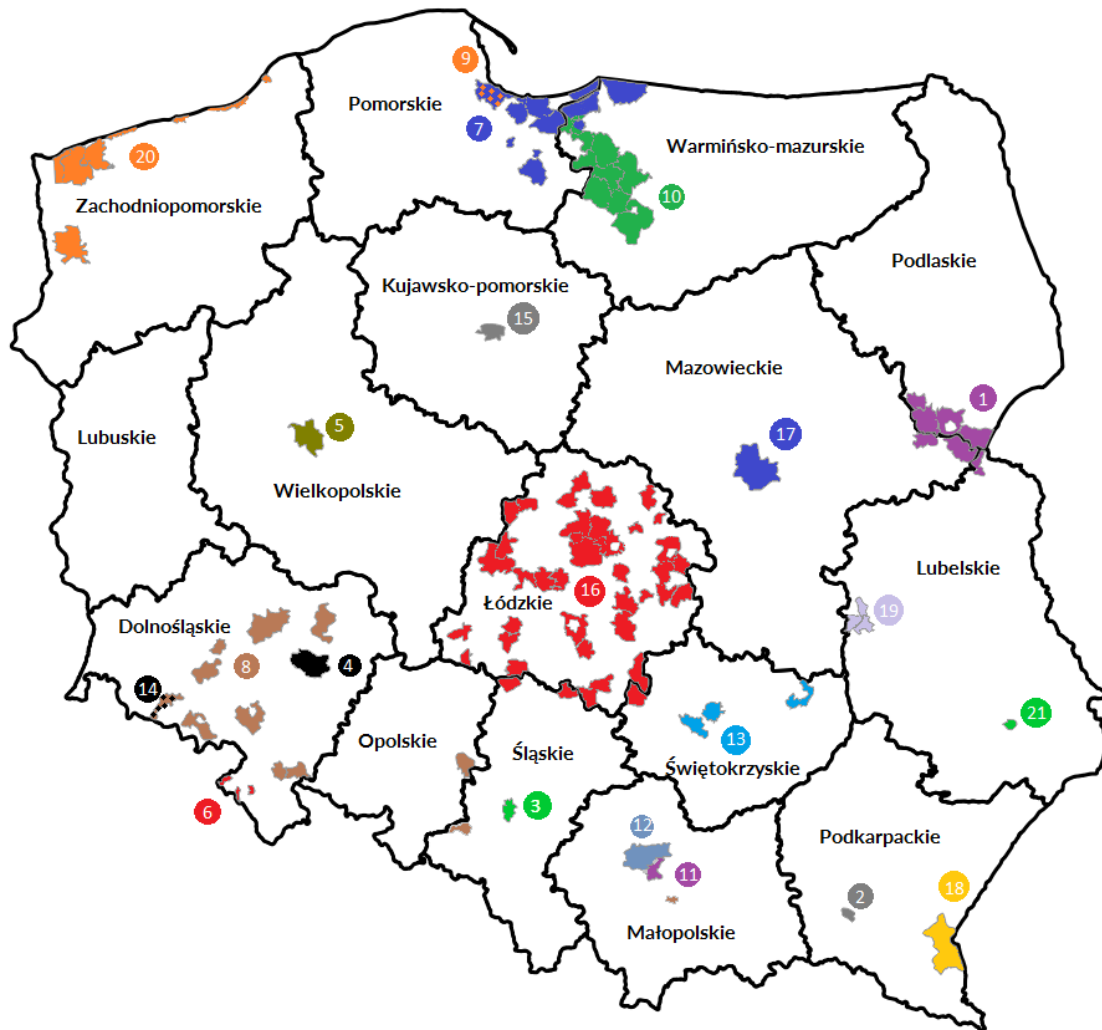 9
Pomorskie
7
Warmińsko-mazurskie
20
10
Zachodniopomorskie
Podlaskie
Kujawsko-pomorskie
15
Mazowieckie
1
5
17
Lubuskie
Wielkopolskie
Lubelskie
16
Łódzkie
19
Dolnośląskie
8
4
14
21
Opolskie
Śląskie
13
Świętokrzyskie
6
3
12
Podkarpackie
11
18
2
Małopolskie